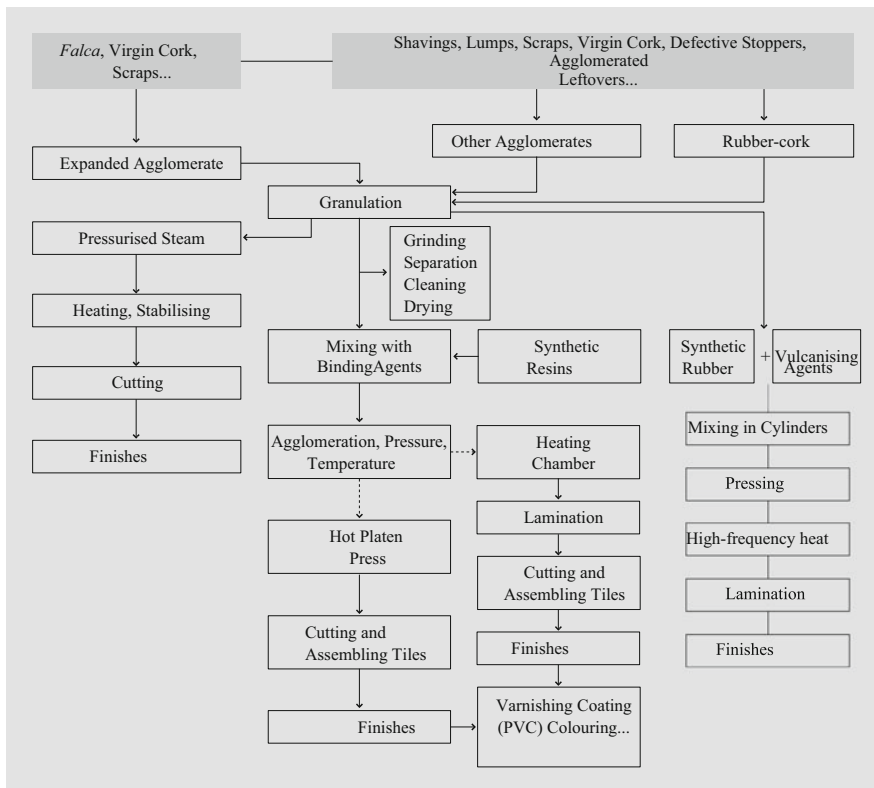 Falca, Virgin Cork,
Scraps...
Shavings, Lumps, Scraps, Virgin Cork, Defective Stoppers,
Agglomerated
Leftovers...
Other Agglomerates
Rubber-cork
Expanded Agglomerate
Granulation
Pressurised Steam
Grinding
Separation
Cleaning
Drying
Heating, Stabilising
Mixing with
BindingAgents
Synthetic
Resins
Synthetic
Rubber
+
Vulcanising
Agents
Cutting
Mixing in Cylinders
Agglomeration, Pressure,
Temperature
Heating
Chamber
Finishes
Pressing
Lamination
Hot Platen
Press
High-frequency heat
Cutting and
Assembling Tiles
Lamination
Cutting and
Assembling Tiles
Finishes
Finishes
Finishes
Varnishing Coating
(PVC) Colouring...